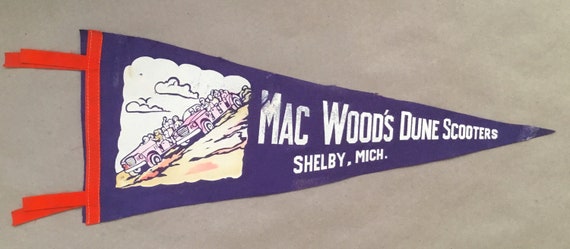 MAC WOOD'S DUNE SCOOTERS
SHELBY, MICH.